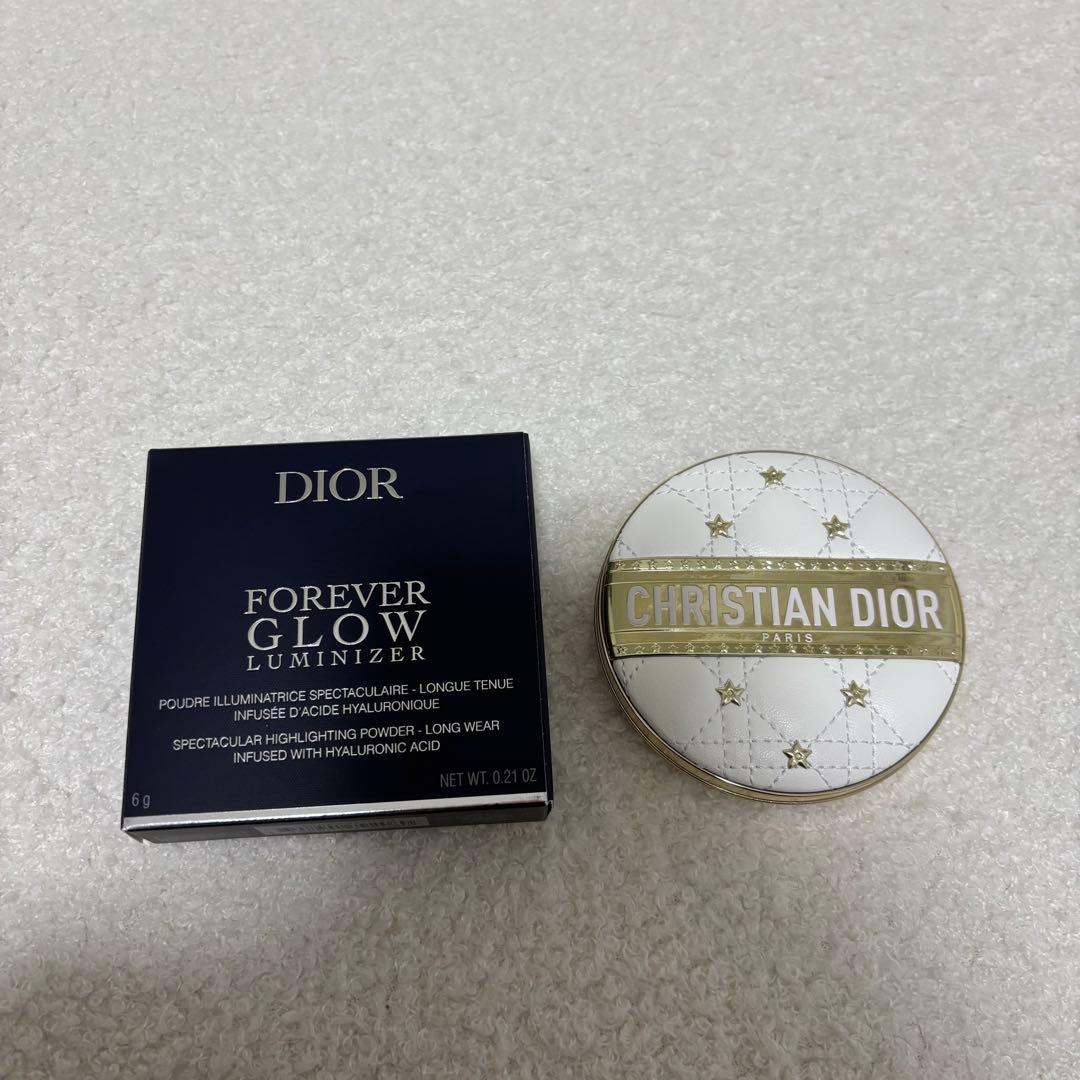 DIOR
FOREVER
GLOW
LUMINIZER
POUDRE ILLUMINATRICE SPECTACULAIRE - LONGUE TENUE
INFUSÉE D'ACIDE HYALURONIQUE
SPECTACULAR HIGHLIGHTING POWDER - LONG WEAR
INFUSED WITH HYALURONIC ACID
6 g
NET WT. 0.21 OZ
CHRISTIAN DIOR
PARIS